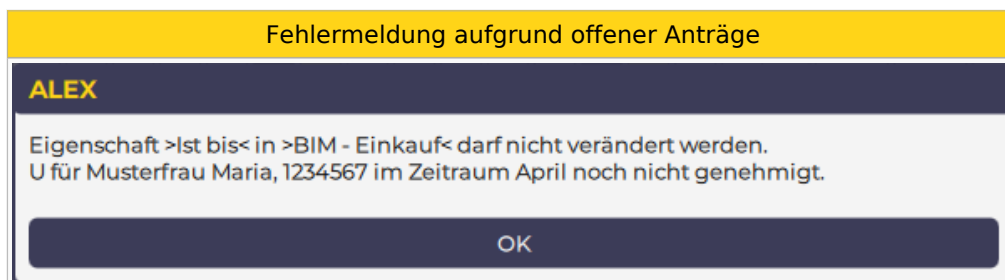 Fehlermeldung aufgrund offener Anträge
ALEX
Eigenschaft >Ist bis< in >BIM - Einkauf< darf nicht verändert werden.
U für Musterfrau Maria, 1234567 im Zeitraum April noch nicht genehmigt.
OK